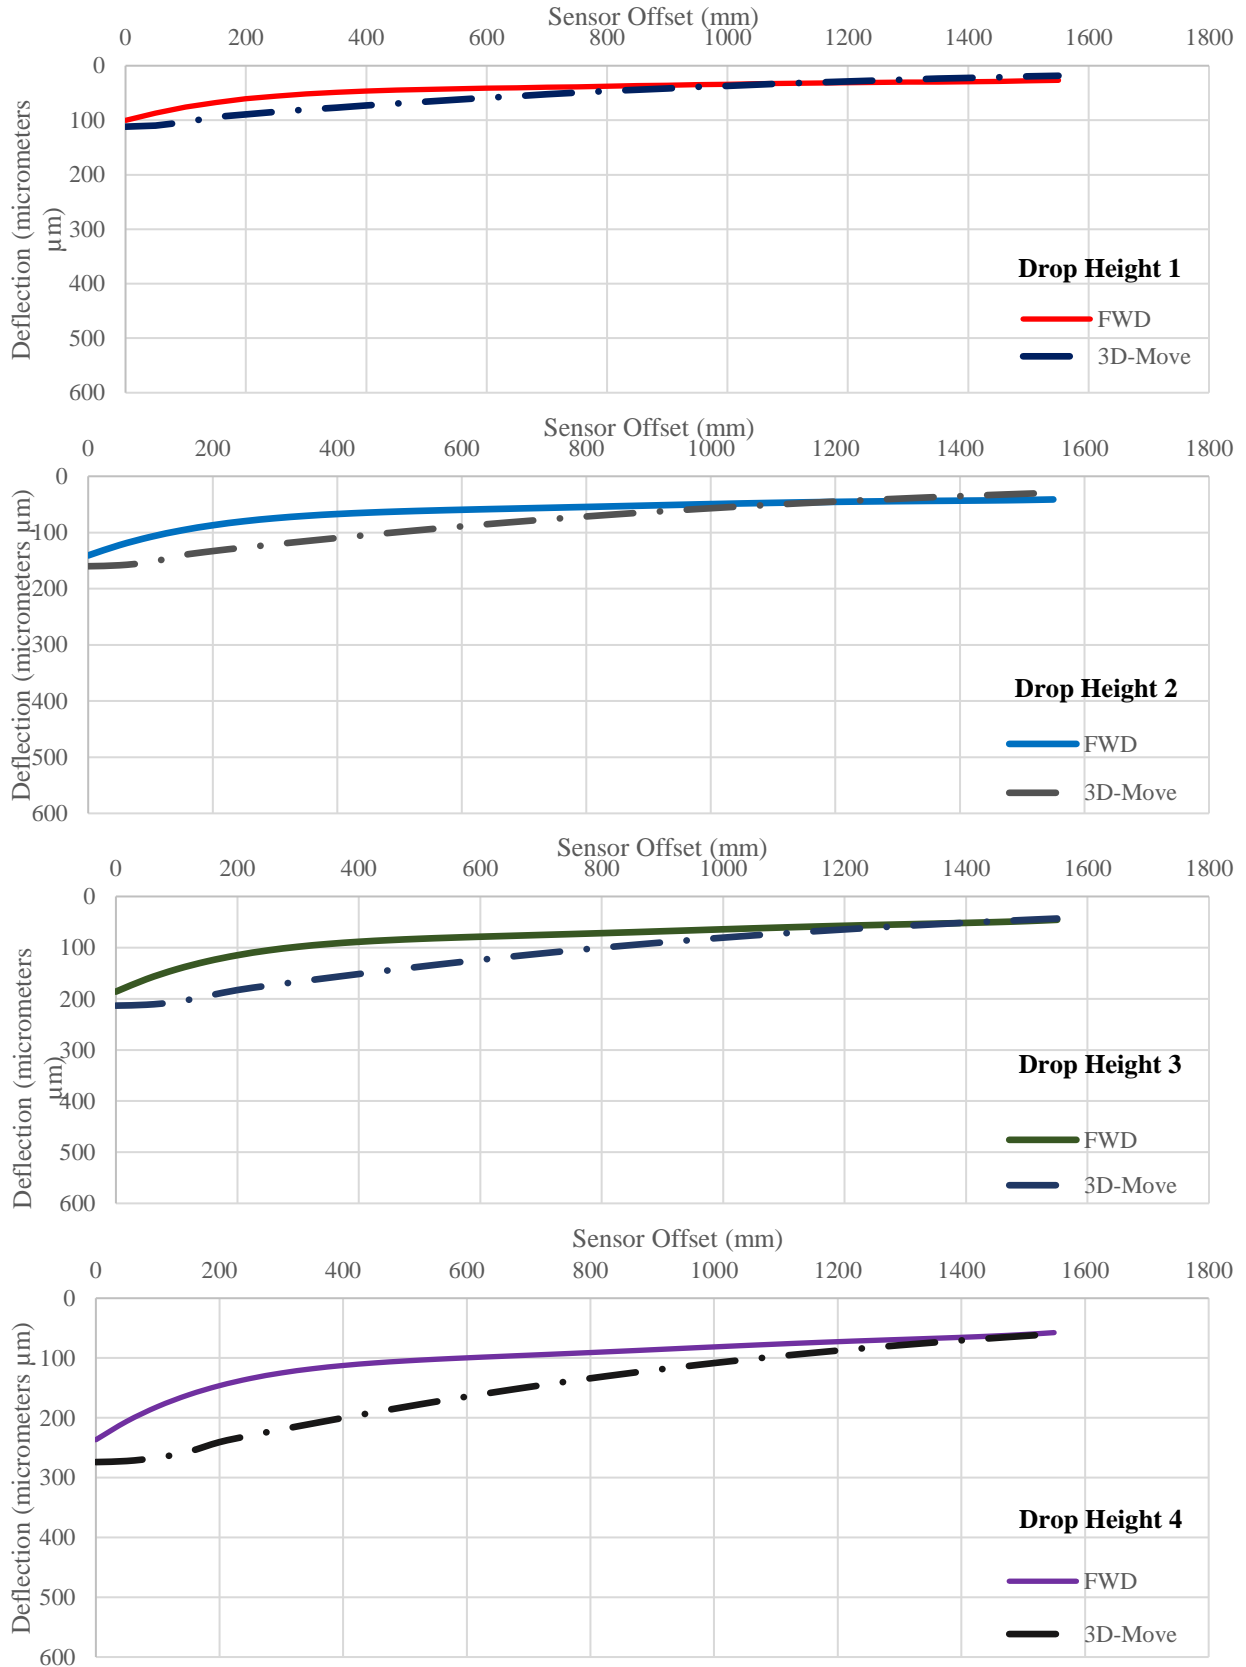 Sensor Offset (mm)
0 200 400 600 800 1000 1200 1400 1600 1800
0
100
200
300
400
500
600
Deflection (micrometers
µm)
Drop Height 1
FWD
3D-Move
Sensor Offset (mm)
0 200 400 600 800 1000 1200 1400 1600 1800
0
100
200
300
400
500
600
Deflection (micrometers µm)
Drop Height 2
FWD
3D-Move
Sensor Offset (mm)
0 200 400 600 800 1000 1200 1400 1600 1800
0
100
200
300
400
500
600
Deflection (micrometers
µm)
Drop Height 3
FWD
3D-Move
Sensor Offset (mm)
0 200 400 600 800 1000 1200 1400 1600 1800
0
100
200
300
400
500
600
Deflection (micrometers µm)
Drop Height 4
FWD
3D-Move